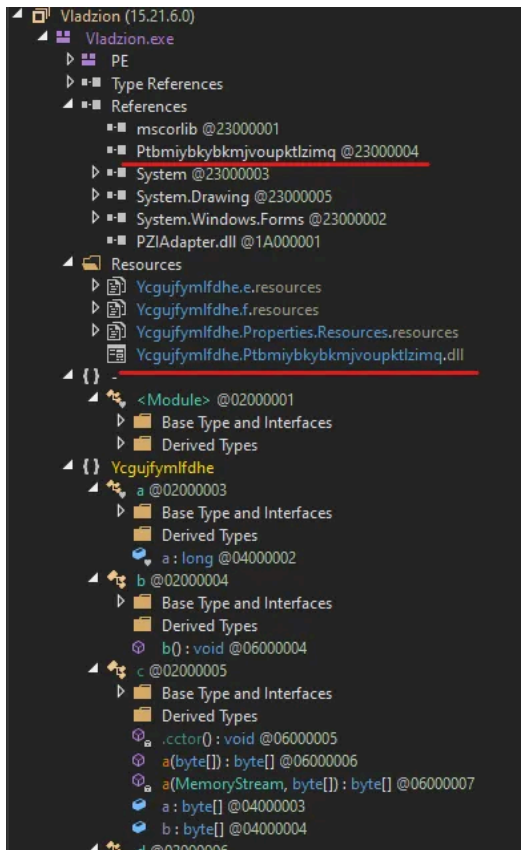 Vladzion (15.21.6.0)
Vladzion.exe
PE
Type References
References
mscorlib @23000001
Ptbmiybkybkmjvoupktlzimq @23000004
System @23000003
System.Drawing @23000005
System.Windows.Forms @23000002
PZIAdapter.dll @1A000001
Resources
Ycgujfymlfdhe.e.resources
Ycgujfymlfdhe.f.resources
Ycgujfymlfdhe.Properties.Resources.resources
Ycgujfymlfdhe.Ptbmiybkybkmjvoupktlzimq.dll
{ } -
<Module> @02000001
Base Type and Interfaces
Derived Types
{ } Ycgujfymlfdhe
a @02000003
Base Type and Interfaces
Derived Types
a : long @04000002
b @02000004
Base Type and Interfaces
Derived Types
b() : void @06000004
c @02000005
Base Type and Interfaces
Derived Types
.cctor() : void @06000005
a(byte[]) : byte[] @06000006
a(MemoryStream, byte[]) : byte[] @06000007
a : byte[] @04000003
b : byte[] @04000004
d @02000006